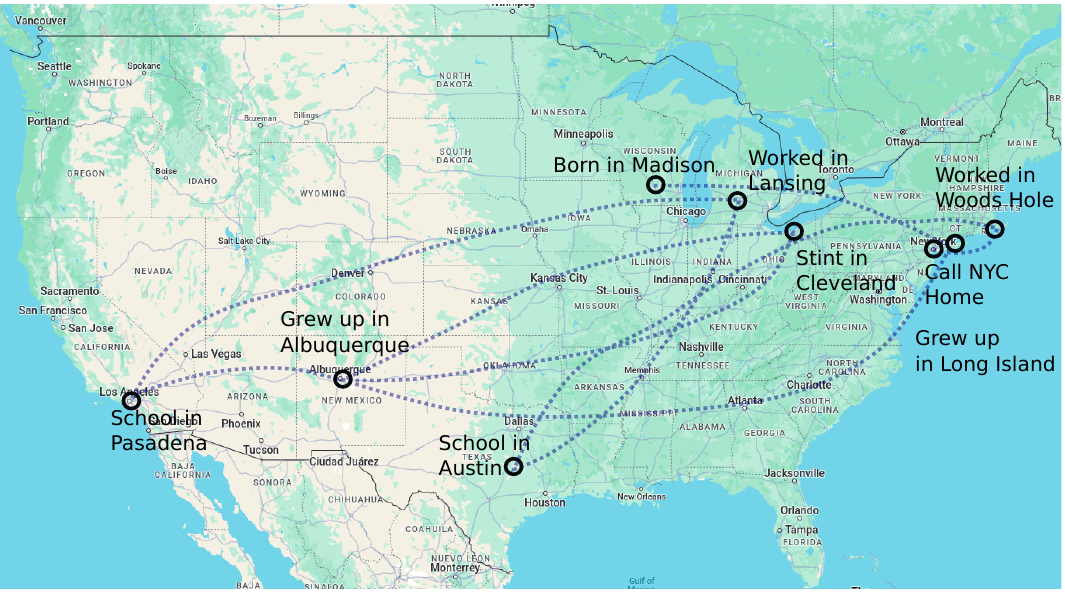 Winnipeg
Vancouver
Seattle
Spokane
WASHINGTON
NORTH
DAKOTA
Montreal
Portland
Bozeman
Billings
MINNESOTA
Minneapolis
Ottawa
MAINE
OREGON
Boise
IDAHO
SOUTH
DAKOTA
WISCONSIN
Born in Madison
MICHIGAN
Worked in
Lansing
Toronto
VERMONT
Worked in
Woods Hole
HAMPSHIRE
MASSACHUSETTS
NEW YORK
WYOMING
IOWA
Chicago
CT
New York
Salt Lake City
NEBRASKA
Omaha
NEVADA
Denver
COLORADO
Kansas City
ILLINOIS
INDIANA
OHIO
PENNSYLVANIA
Indianapolis
Cincinnati
Stint in
Cleveland
MARYLAND
DE
Washington
Call NYC
Home
Sacramento
San Francisco
San Jose
KANSAS
St. Louis
MISSOURI
WEST
VIRGINIA
VIRGINIA
KENTUCKY
Grew up in
Albuquerque
CALIFORNIA
Las Vegas
Albuquerque
OKLAHOMA
Nashville
TENNESSEE
Memphis
Grew up
in Long Island
NORTH
CAROLINA
Charlotte
Los Angeles
ARIZONA
NEW MEXICO
ARKANSAS
SOUTH
CAROLINA
Atlanta
School in
Pasadena
San Diego
Phoenix
Tucson
Dallas
MISSISSIPPI
ALABAMA
GEORGIA
School in
Austin
TEXAS
Ciudad Juárez
BAJA
CALIFORNIA
SONORA
CHIHUAHUA
Houston
New Orleans
Jacksonville
COAHUILA
Orlando
Tampa
FLORIDA
NUEVO LEON
Monterrey
Gulf of
BAJA
SINALOA